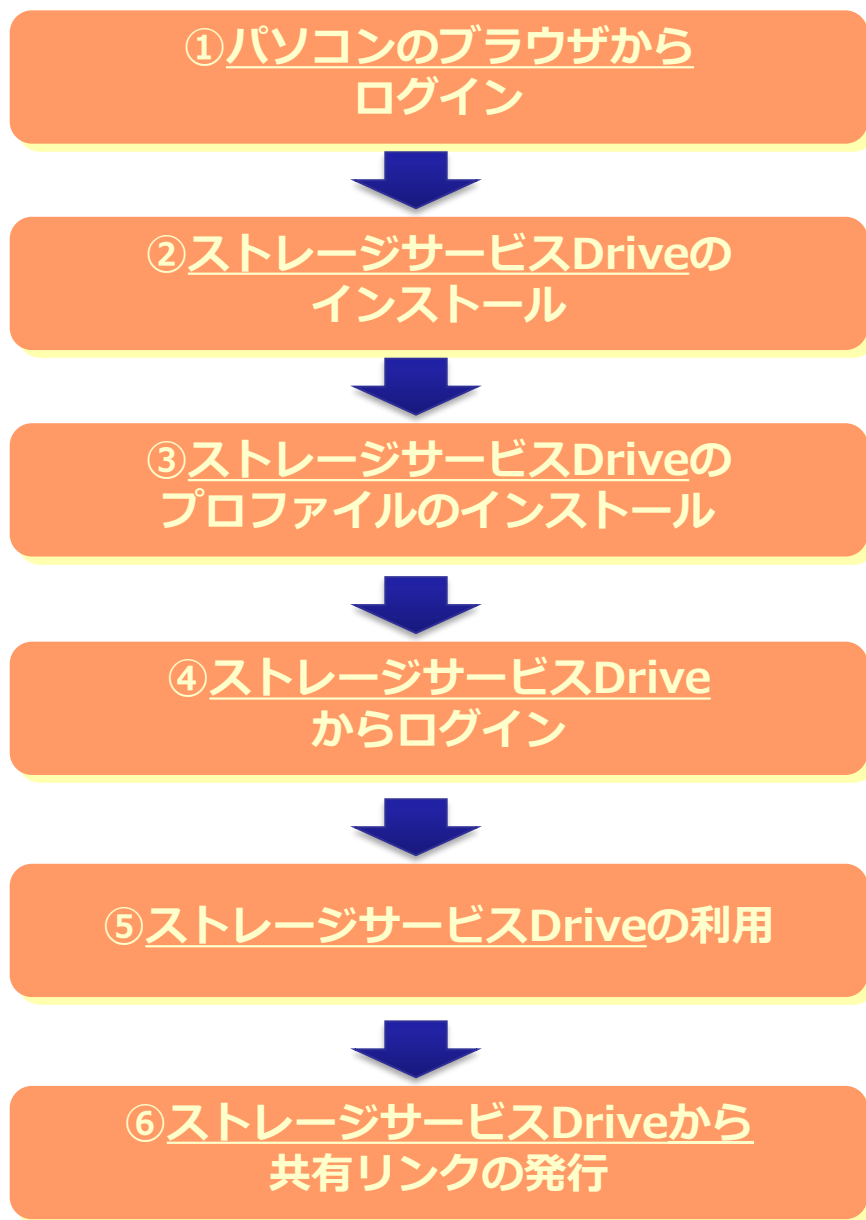 ①パソコンのブラウザから
ログイン
②ストレージサービスDriveの
インストール
③ストレージサービスDriveの
プロファイルのインストール
④ストレージサービスDrive
からログイン
⑤ストレージサービスDriveの利用
⑥ストレージサービスDriveから
共有リンクの発行